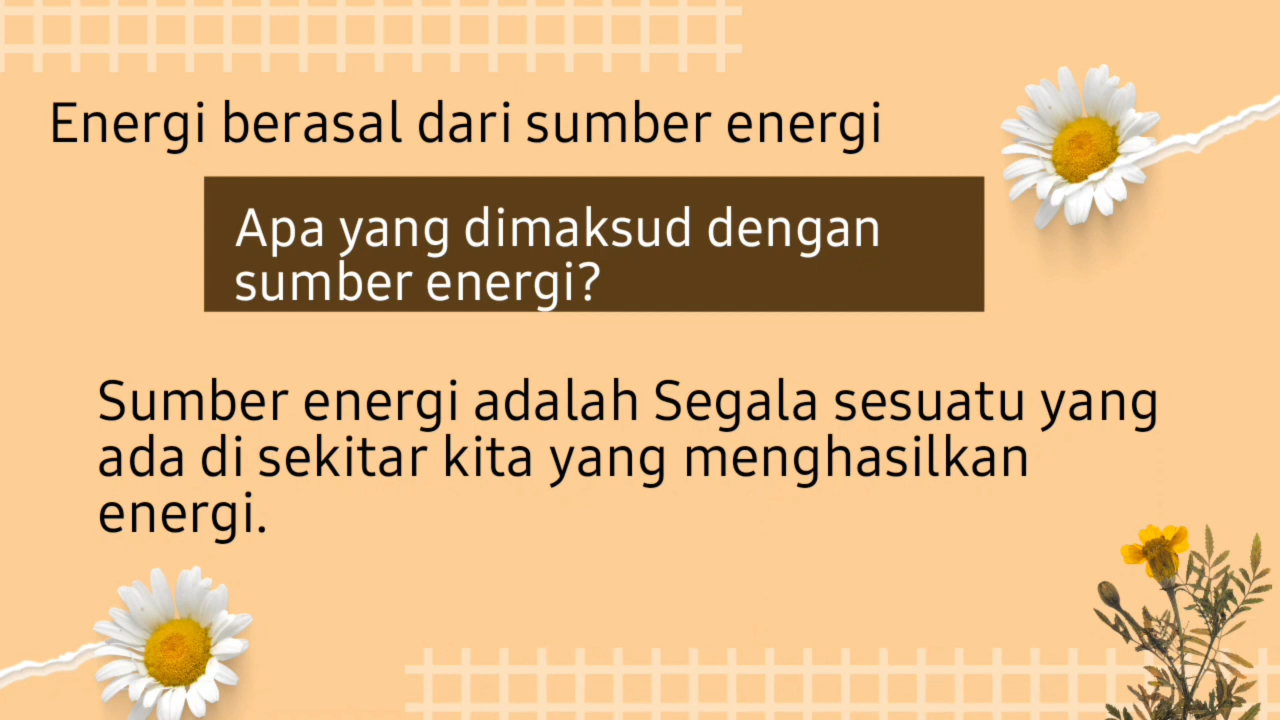 Energi berasal dari sumber energi
Apa yang dimaksud dengan
sumber energi?
Sumber energi adalah Segala sesuatu yang
ada di sekitar kita yang menghasilkan
energi.